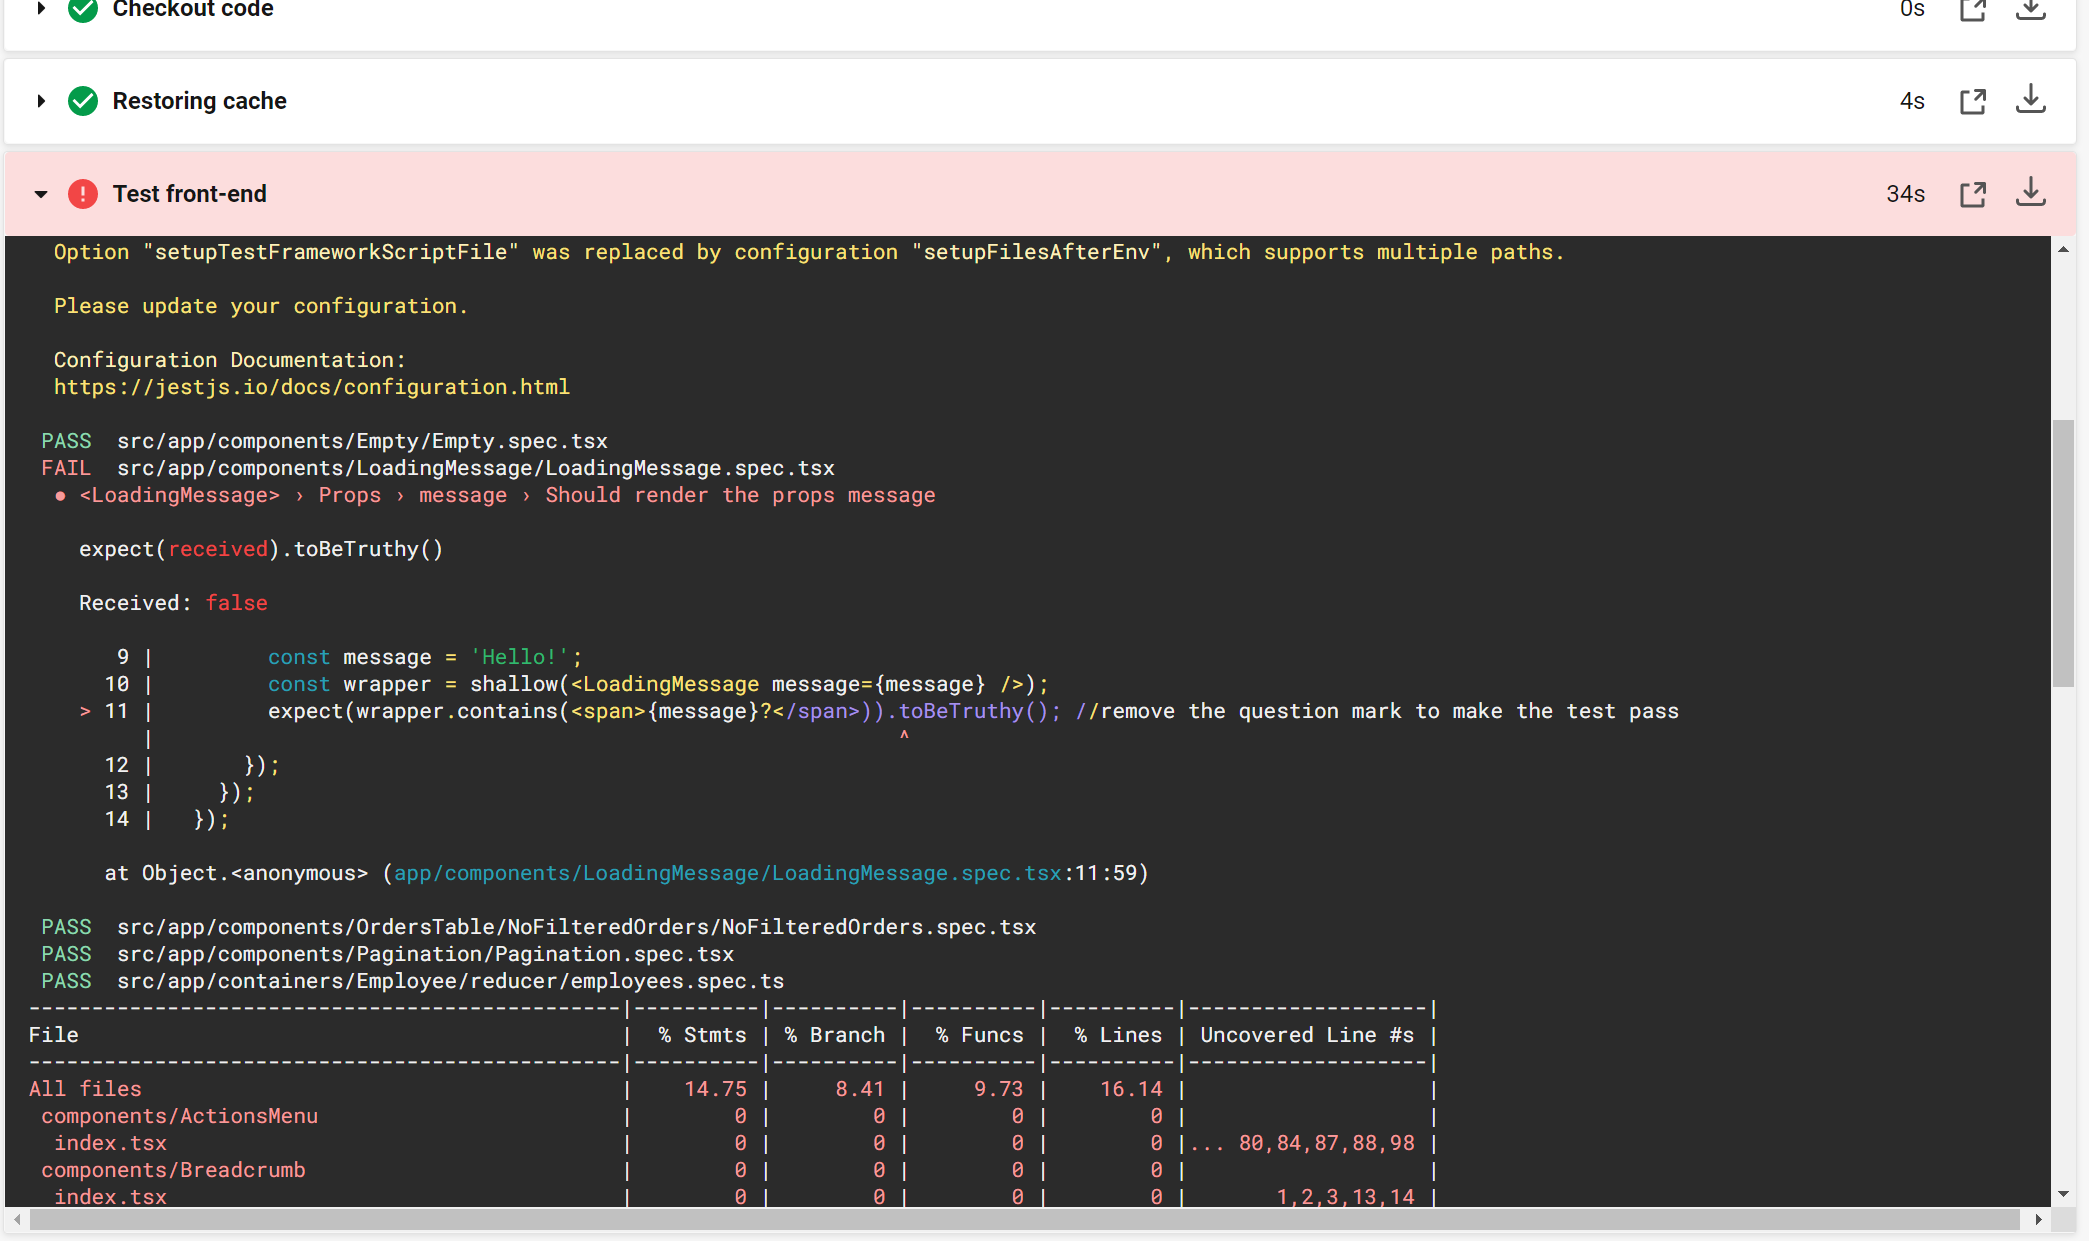 Checkout code 0s
Restoring cache 4s
Test front-end 34s
Option "setupTestFrameworkScriptFile" was replaced by configuration "setupFilesAfterEnv", which supports multiple paths.
Please update your configuration.
Configuration Documentation:
https://jestjs.io/docs/configuration.html
PASS src/app/components/Empty/Empty.spec.tsx
FAIL src/app/components/LoadingMessage/LoadingMessage.spec.tsx
● <LoadingMessage> › Props › message › Should render the props message
expect(received).toBeTruthy()
Received: false
9 | const message = 'Hello!';
10 | const wrapper = shallow(<LoadingMessage message={message} />);
> 11 | expect(wrapper.contains(<span>{message}?</span>)).toBeTruthy(); //remove the question mark to make the test pass
| ^
12 | });
13 | });
14 | });
at Object.<anonymous> (app/components/LoadingMessage/LoadingMessage.spec.tsx:11:59)
PASS src/app/components/OrdersTable/NoFilteredOrders/NoFilteredOrders.spec.tsx
PASS src/app/components/Pagination/Pagination.spec.tsx
PASS src/app/containers/Employee/reducer/employees.spec.ts
-----------------------------------------------|----------|----------|----------|----------|-------------------|
File | % Stmts | % Branch | % Funcs | % Lines | Uncovered Line #s |
-----------------------------------------------|----------|----------|----------|----------|-------------------|
All files | 14.75 | 8.41 | 9.73 | 16.14 | |
components/ActionsMenu | 0 | 0 | 0 | 0 | |
index.tsx | 0 | 0 | 0 | 0 |... 80,84,87,88,98 |
components/Breadcrumb | 0 | 0 | 0 | 0 | |
index.tsx | 0 | 0 | 0 | 0 | 1,2,3,13,14 |